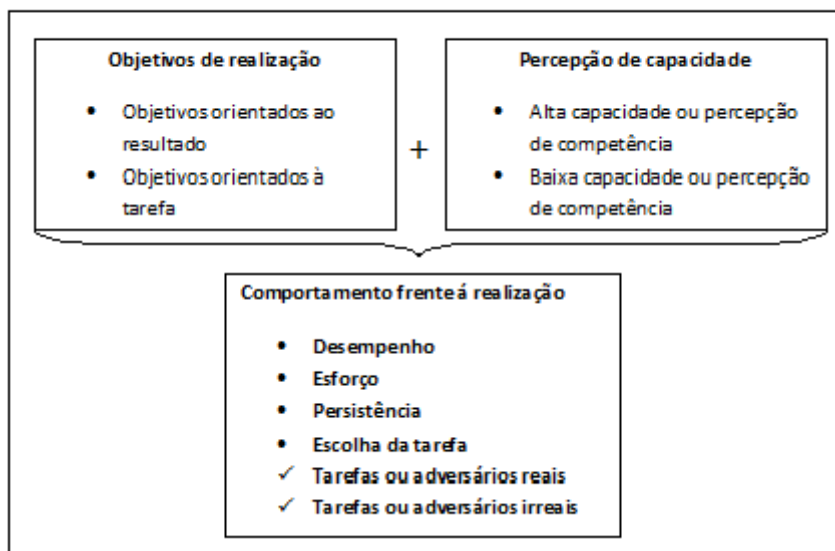 Objetivos de realização
• Objetivos orientados ao
resultado
• Objetivos orientados à
tarefa
+
Percepção de capacidade
• Alta capacidade ou percepção
de competência
• Baixa capacidade ou percepção
de competência
Comportamento frente á realização
• Desempenho
• Esforço
• Persistência
• Escolha da tarefa
✓ Tarefas ou adversários reais
✓ Tarefas ou adversários irreais